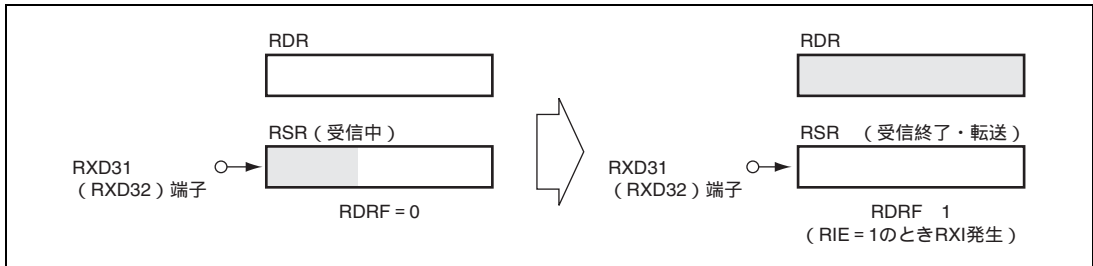 RDR
RSR（受信中）
RXD31
（RXD32）端子
RDRF = 0
RDR
RSR　（受信終了・転送）
RXD31
（RXD32）端子
RDRF　1
（RIE = 1のときRXI発生）